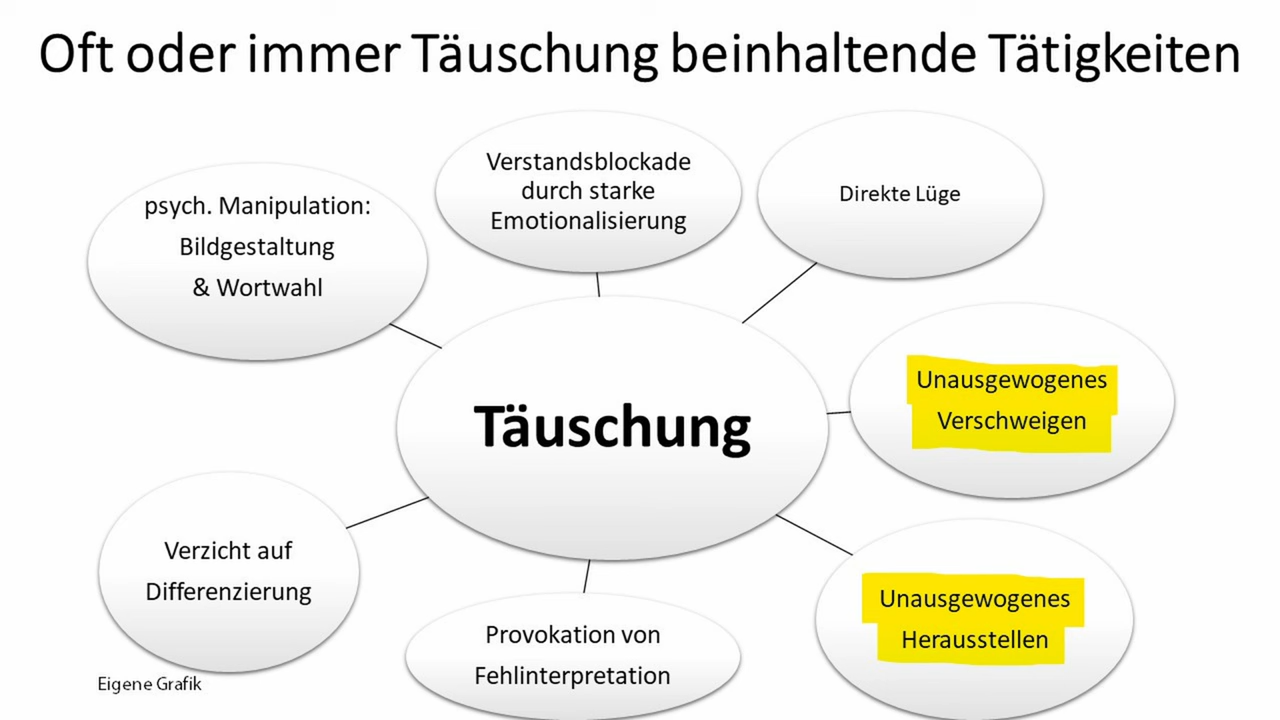 Oft oder immer Täuschung beinhaltende Tätigkeiten
psych. Manipulation:
Bildgestaltung
& Wortwahl
Verstandsblockade
durch starke
Emotionalisierung
Direkte Lüge
Täuschung
Unausgewogenes
Verschweigen
Verzicht auf
Differenzierung
Provokation von
Fehlinterpretation
Unausgewogenes
Herausstellen
Eigene Grafik